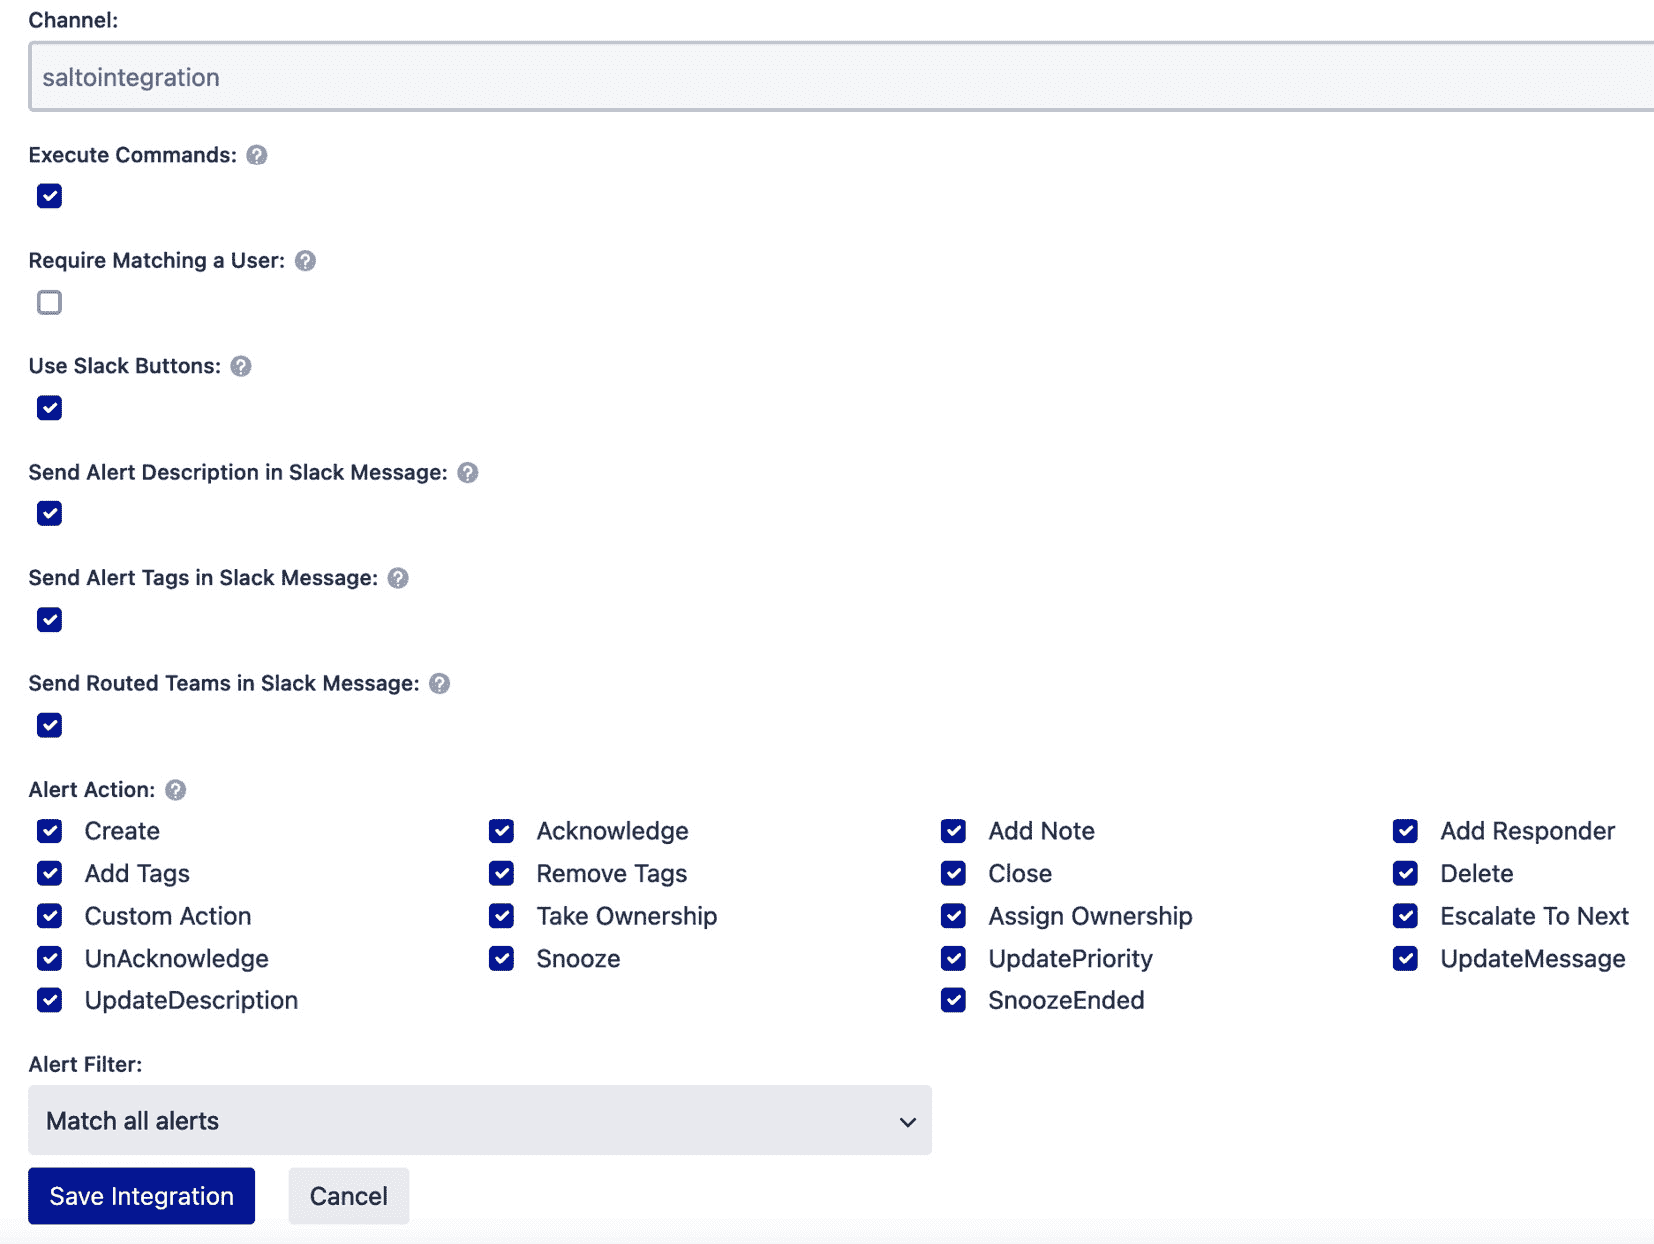 Channel:
saltointegration
Execute Commands: ?
Require Matching a User: ?
Use Slack Buttons: ?
Send Alert Description in Slack Message: ?
Send Alert Tags in Slack Message: ?
Send Routed Teams in Slack Message: ?
Alert Action: ?
Create Acknowledge Add Note Add Responder
Add Tags Remove Tags Close Delete
Custom Action Take Ownership Assign Ownership Escalate To Next
UnAcknowledge Snooze UpdatePriority UpdateMessage
UpdateDescription SnoozeEnded
Alert Filter:
Match all alerts
Save Integration Cancel